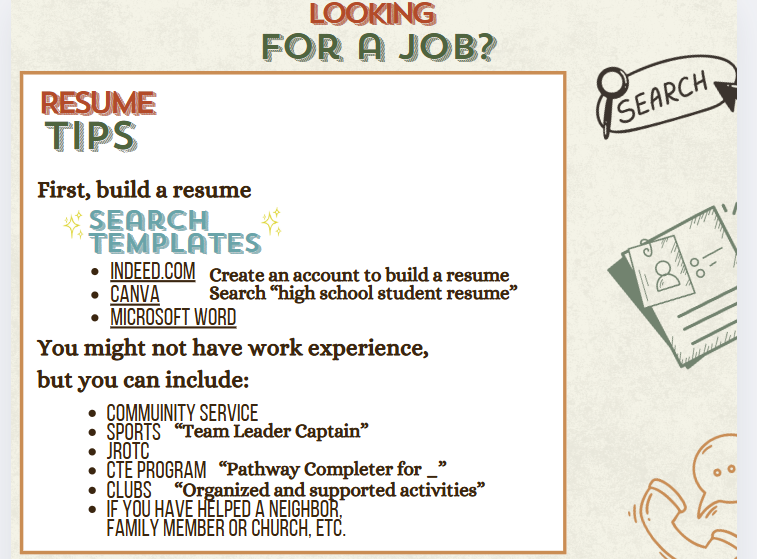 LOOKING
FOR A JOB?
SEARCH
RESUME
TIPS
First, build a resume
SEARCH
TEMPLATES
INDEED.COM Create an account to build a resume
CANVA Search “high school student resume”
MICROSOFT WORD
You might not have work experience,
but you can include:
COMMUINITY SERVICE
SPORTS “Team Leader Captain”
JROTC
CTE PROGRAM “Pathway Completer for _”
CLUBS “Organized and supported activities”
IF YOU HAVE HELPED A NEIGHBOR,
FAMILY MEMBER OR CHURCH, ETC.